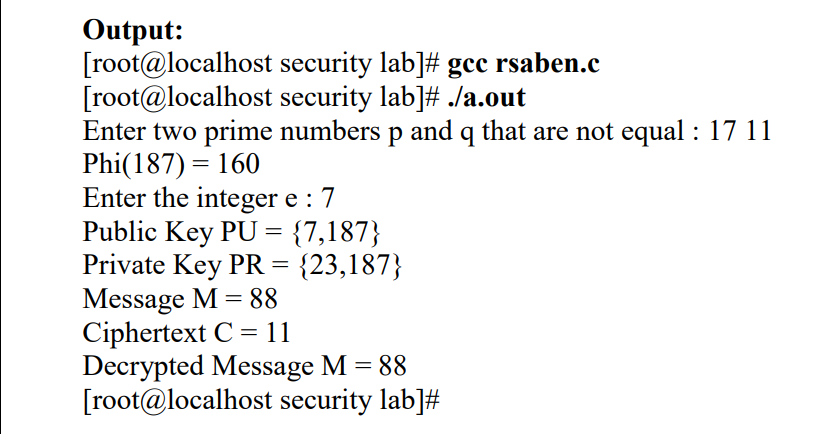 Output:
[root@localhost security lab]# gcc rsaben.c
[root@localhost security lab]# ./a.out
Enter two prime numbers p and q that are not equal : 17 11
Phi(187) = 160
Enter the integer e : 7
Public Key PU = {7,187}
Private Key PR = {23,187}
Message M = 88
Ciphertext C = 11
Decrypted Message M = 88
[root@localhost security lab]#